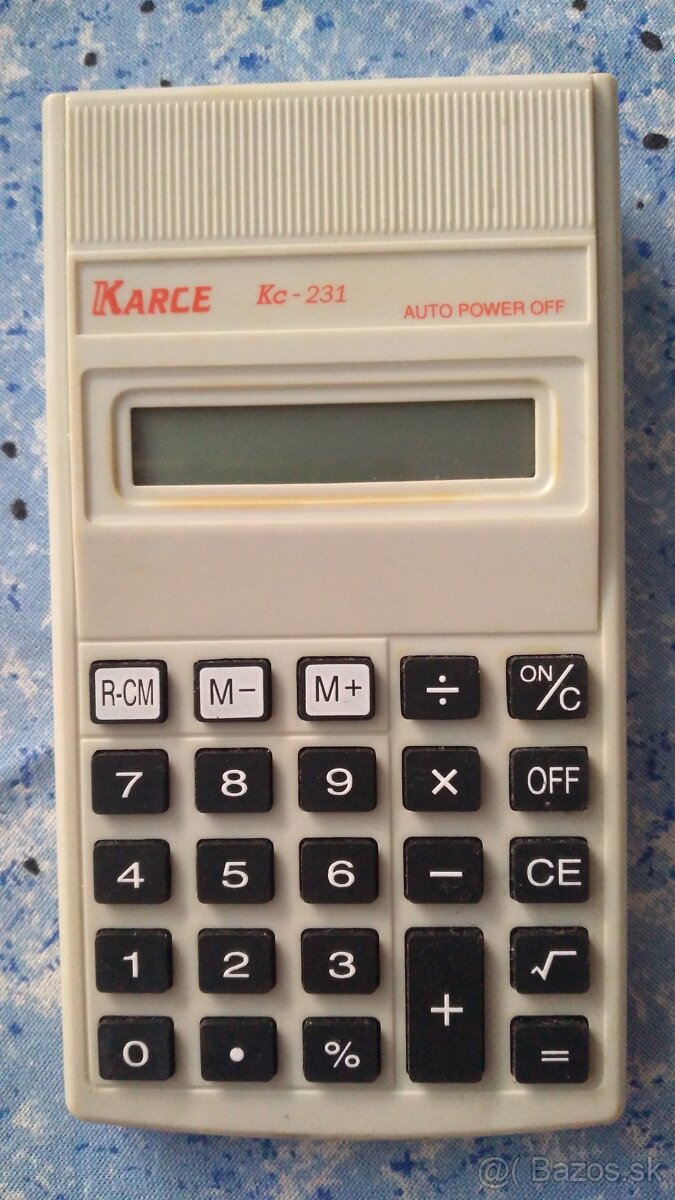 KARCE Kc-231 AUTO POWER OFF
R-CM M− M+ ÷ ON/C
7 8 9 × OFF
4 5 6 − CE
1 2 3 + √
0 . % =
@( Bazos.sk